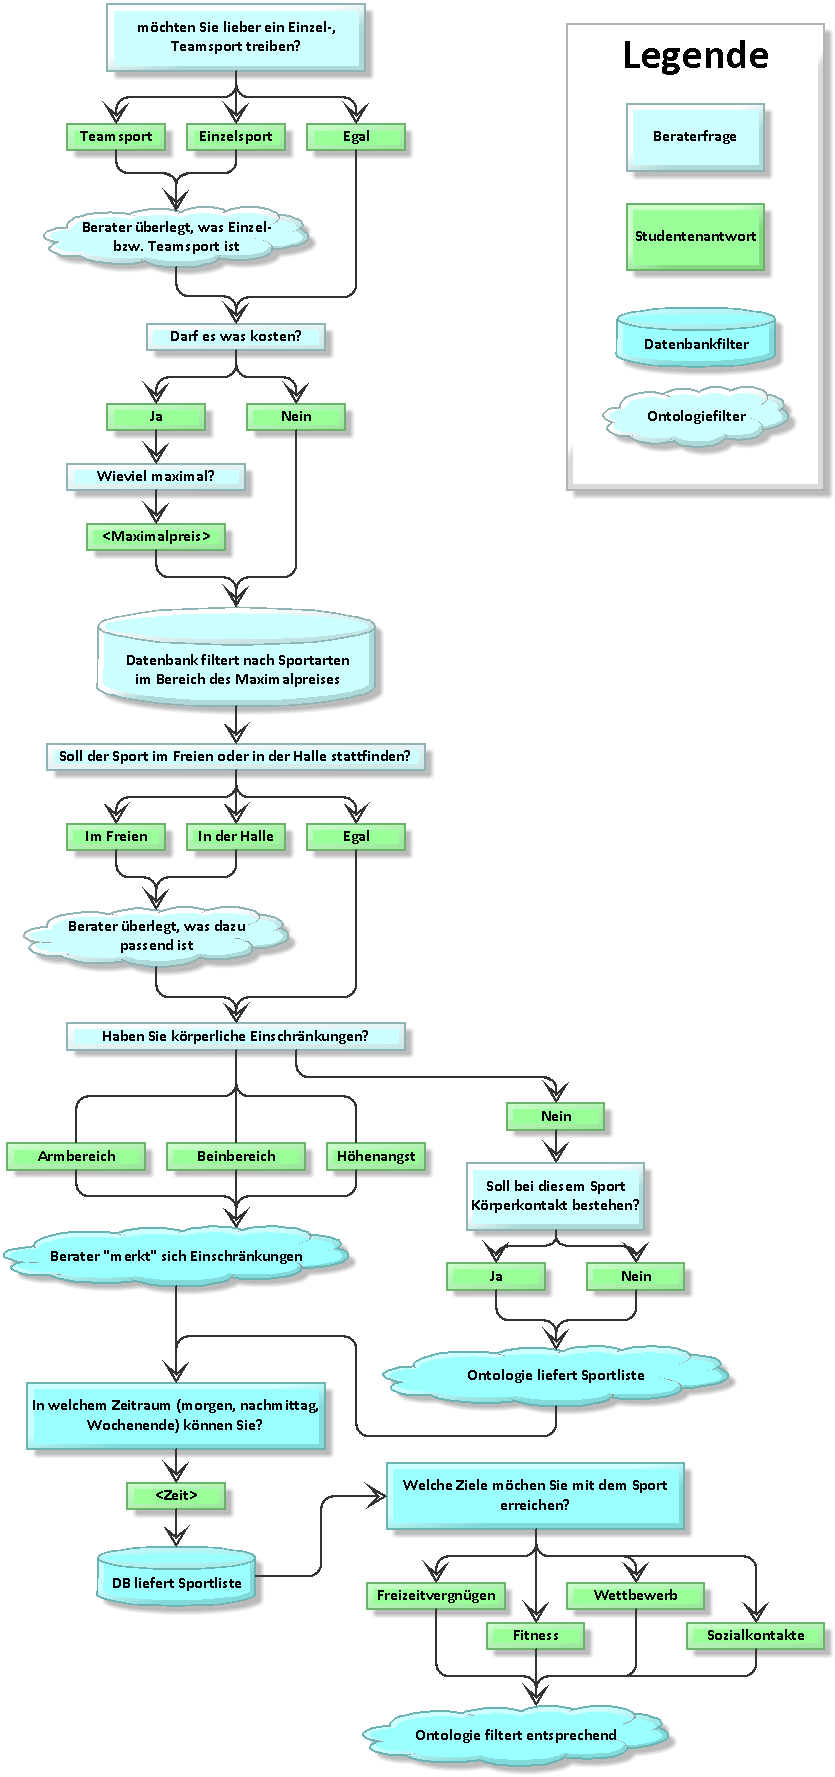 möchten Sie lieber ein Einzel-,
Teamsport treiben?
Teamsport
Einzelsport
Egal
Berater überlegt, was Einzel-
bzw. Teamsport ist
Darf es was kosten?
Ja
Nein
Wieviel maximal?
<Maximalpreis>
Datenbank filtert nach Sportarten
im Bereich des Maximalpreises
Soll der Sport im Freien oder in der Halle stattfinden?
Im Freien
In der Halle
Egal
Berater überlegt, was dazu
passend ist
Haben Sie körperliche Einschränkungen?
Armbereich
Beinbereich
Höhenangst
Nein
Soll bei diesem Sport
Körperkontakt bestehen?
Ja
Nein
Berater "merkt" sich Einschränkungen
Ontologie liefert Sportliste
In welchem Zeitraum (morgen, nachmittag,
Wochenende) können Sie?
<Zeit>
DB liefert Sportliste
Welche Ziele möchen Sie mit dem Sport
erreichen?
Freizeitvergnügen
Fitness
Wettbewerb
Sozialkontakte
Ontologie filtert entsprechend
Legende
Beraterfrage
Studentenantwort
Datenbankfilter
Ontologiefilter